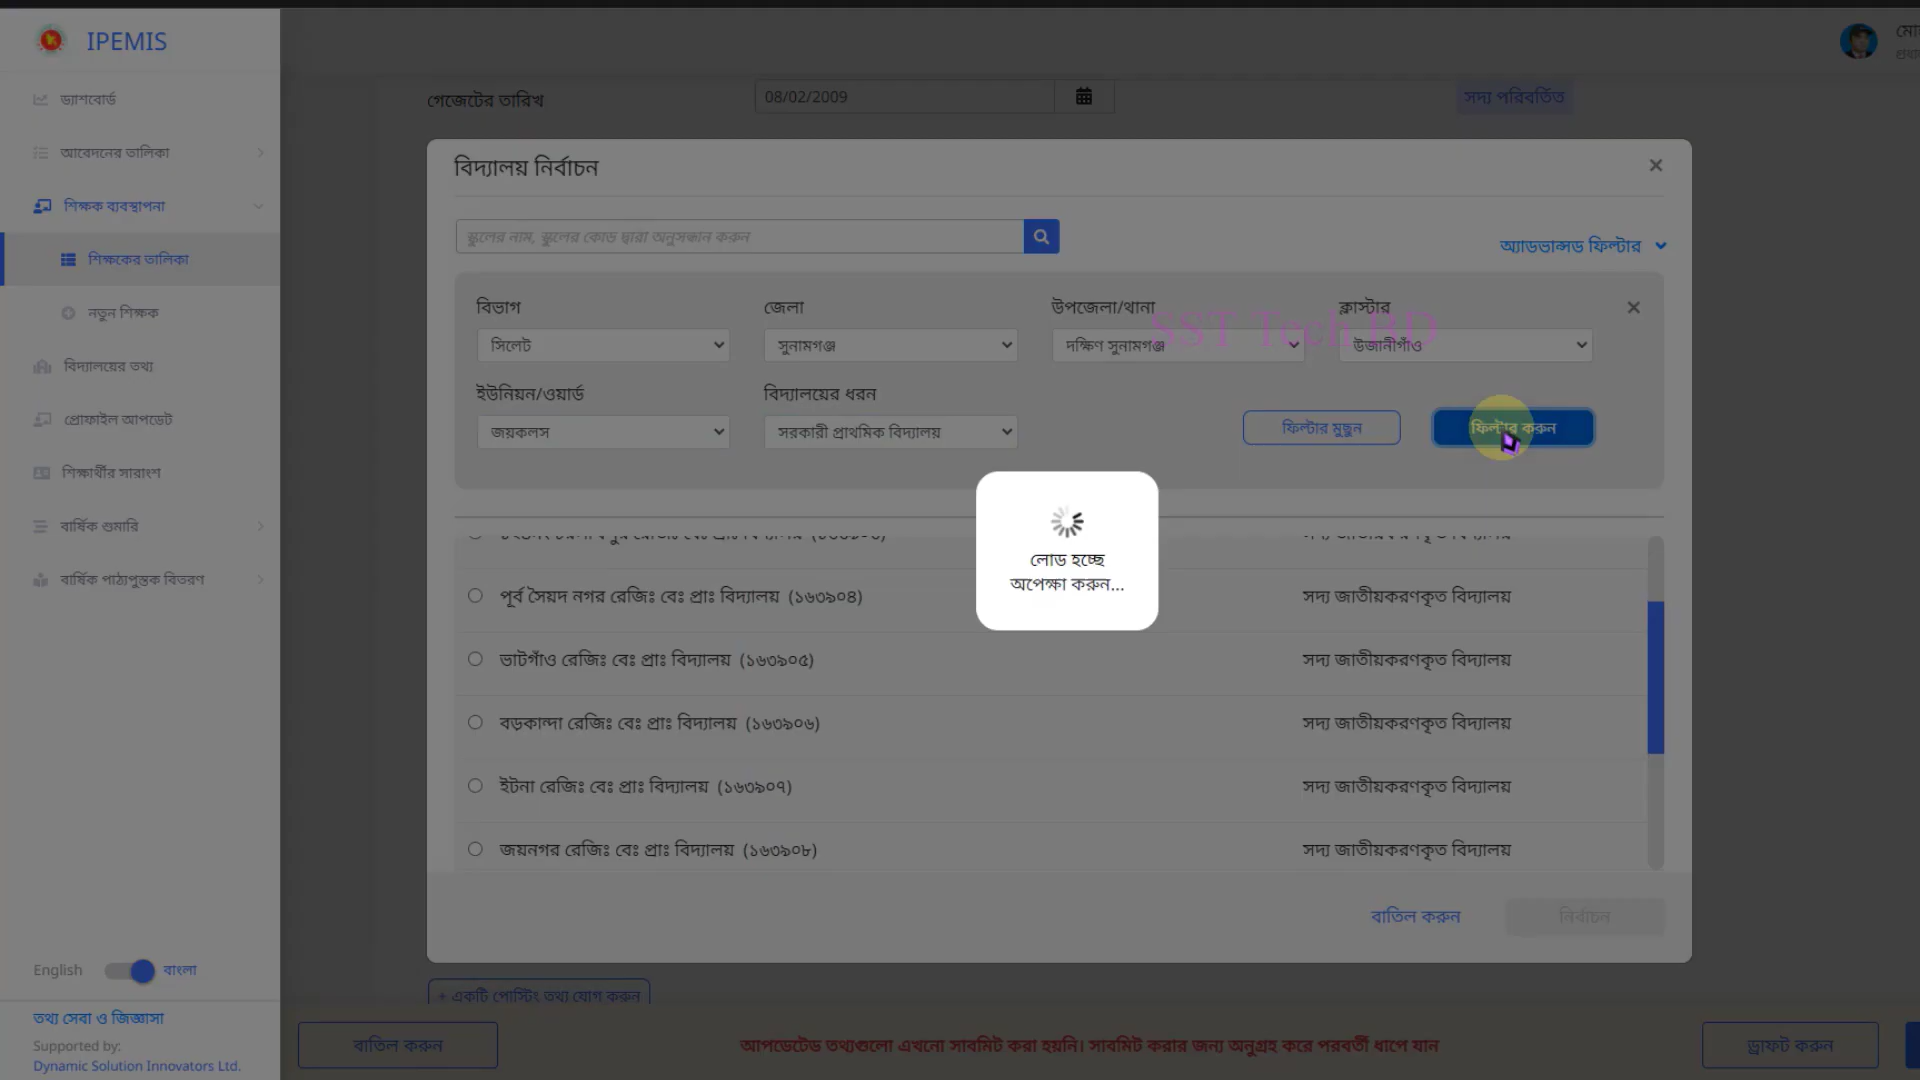 IPEMIS
মোঃ
প্রধান
ড্যাশবোর্ড
আবেদনের তালিকা
শিক্ষক ব্যবস্থাপনা
শিক্ষকের তালিকা
নতুন শিক্ষক
বিদ্যালয়ের তথ্য
প্রোফাইল আপডেট
শিক্ষার্থীর সারাংশ
বার্ষিক শুমারি
বার্ষিক পাঠ্যপুস্তক বিতরণ
English বাংলা
তথ্য সেবা ও জিজ্ঞাসা
Supported by:
Dynamic Solution Innovators Ltd.
গেজেটের তারিখ 08/02/2009 সদ্য পরিবর্তিত
বিদ্যালয় নির্বাচন
স্কুলের নাম, স্কুলের কোড দ্বারা অনুসন্ধান করুন
অ্যাডভান্সড ফিল্টার
বিভাগ জেলা উপজেলা/থানা ক্লাস্টার
SST Tech BD
সিলেট সুনামগঞ্জ দক্ষিণ সুনামগঞ্জ উজানীগাঁও
ইউনিয়ন/ওয়ার্ড বিদ্যালয়ের ধরন
জয়কলস সরকারী প্রাথমিক বিদ্যালয় ফিল্টার মুছুন ফিল্টার করুন
লোড হচ্ছে
অপেক্ষা করুন...
পূর্ব সৈয়দ নগর রেজিঃ বেঃ প্রাঃ বিদ্যালয় (১৬৩৯০৪) সদ্য জাতীয়করণকৃত বিদ্যালয়
ভাটগাঁও রেজিঃ বেঃ প্রাঃ বিদ্যালয় (১৬৩৯০৫) সদ্য জাতীয়করণকৃত বিদ্যালয়
বড়কান্দা রেজিঃ বেঃ প্রাঃ বিদ্যালয় (১৬৩৯০৬) সদ্য জাতীয়করণকৃত বিদ্যালয়
ইটনা রেজিঃ বেঃ প্রাঃ বিদ্যালয় (১৬৩৯০৭) সদ্য জাতীয়করণকৃত বিদ্যালয়
জয়নগর রেজিঃ বেঃ প্রাঃ বিদ্যালয় (১৬৩৯০৮) সদ্য জাতীয়করণকৃত বিদ্যালয়
বাতিল করুন নির্বাচন
+ একটি পোস্টিং তথ্য যোগ করুন
বাতিল করুন আপডেটেড তথ্যগুলো এখনো সাবমিট করা হয়নি। সাবমিট করার জন্য অনুগ্রহ করে পরবর্তী ধাপে যান ড্রাফট করুন